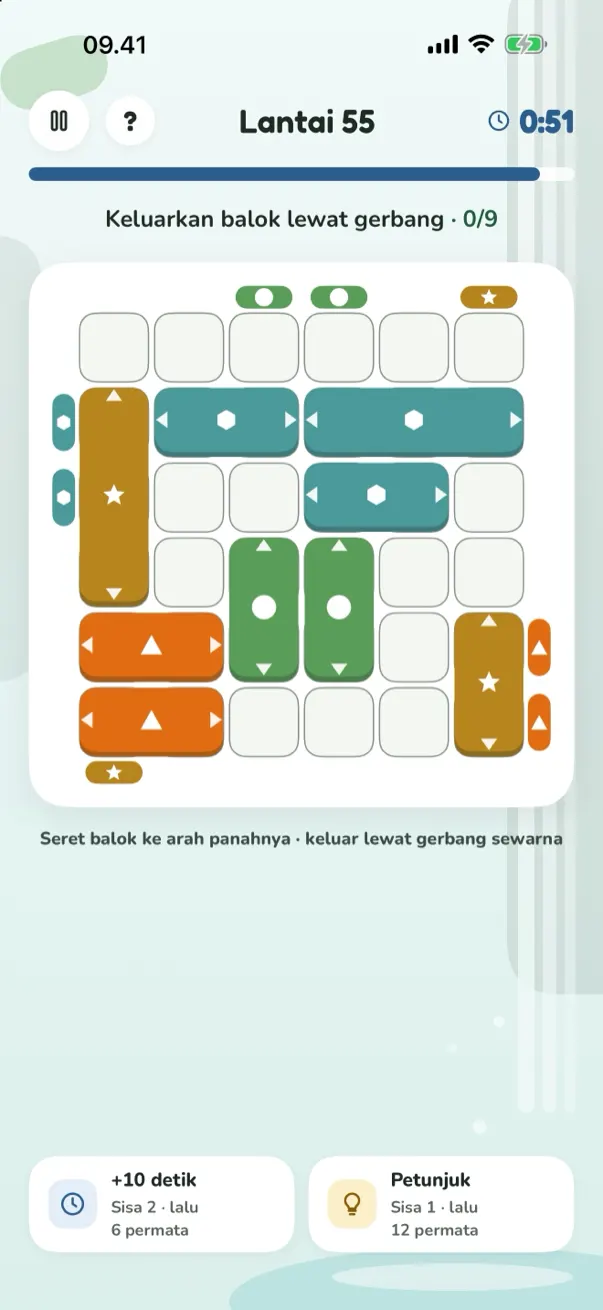 09.41
?
Lantai 55
0:51
Keluarkan balok lewat gerbang · 0/9
Seret balok ke arah panahnya · keluar lewat gerbang sewarna
+10 detik
Sisa 2 · lalu
6 permata
Petunjuk
Sisa 1 · lalu
12 permata